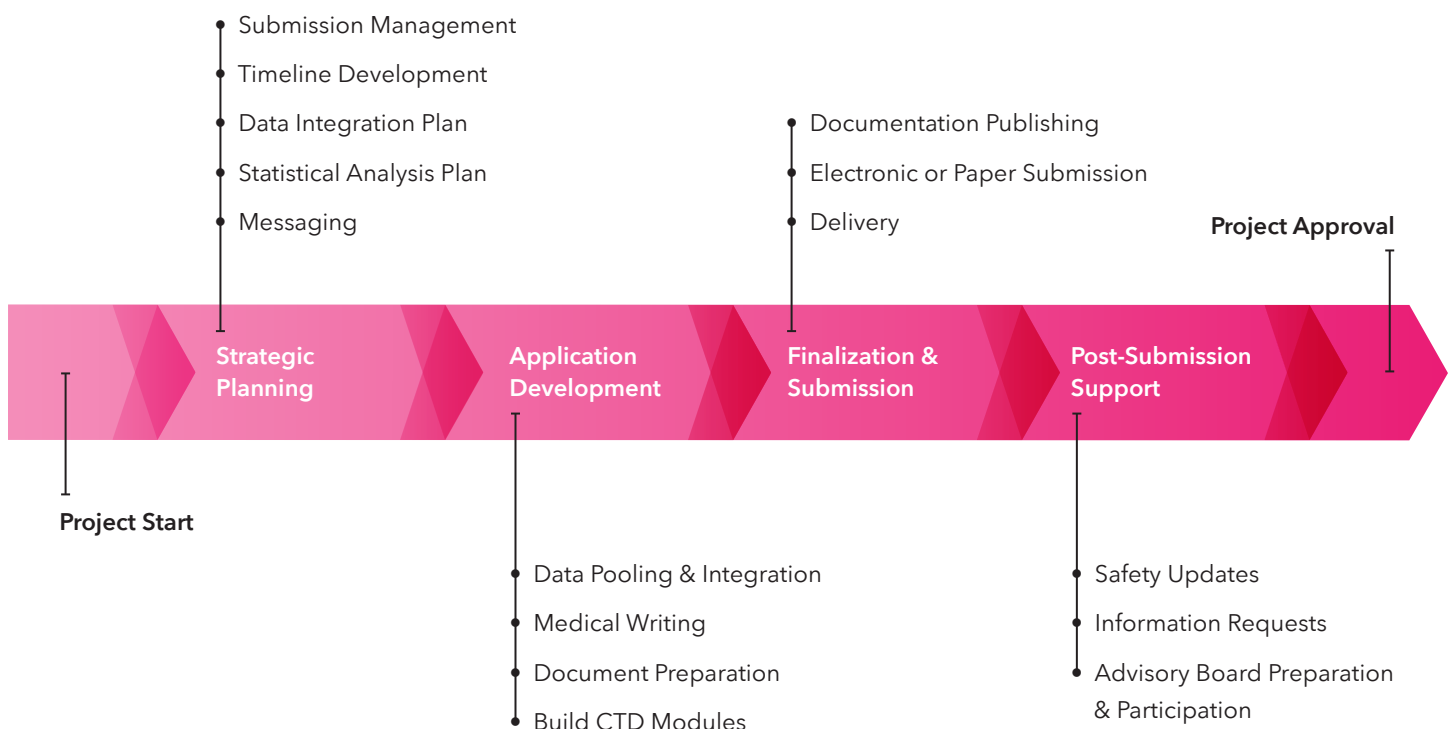 Submission Management
Timeline Development
Data Integration Plan
Statistical Analysis Plan
Messaging
Documentation Publishing
Electronic or Paper Submission
Delivery
Project Approval
Strategic
Planning
Application
Development
Finalization &
Submission
Post-Submission
Support
Project Start
Data Pooling & Integration
Medical Writing
Document Preparation
Build CTD Modules
Safety Updates
Information Requests
Advisory Board Preparation
& Participation